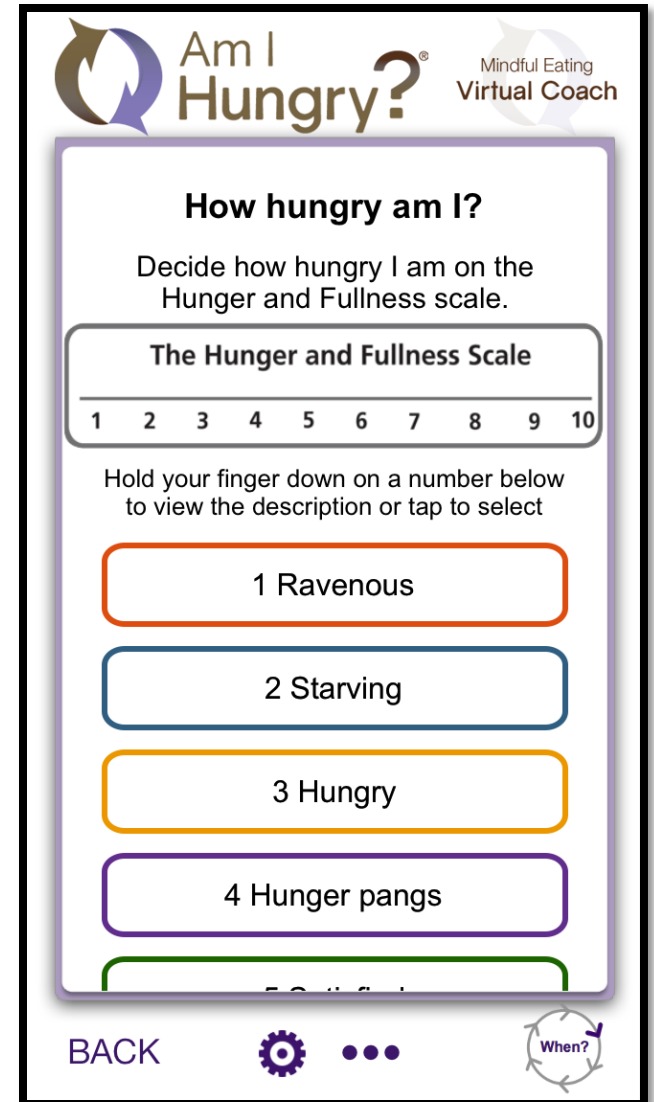 Am I
Hungry?®
Mindful Eating
Virtual Coach
How hungry am I?
Decide how hungry I am on the
Hunger and Fullness scale.
The Hunger and Fullness Scale
1 2 3 4 5 6 7 8 9 10
Hold your finger down on a number below
to view the description or tap to select
1 Ravenous
2 Starving
3 Hungry
4 Hunger pangs
5 Satisfied
BACK
When?